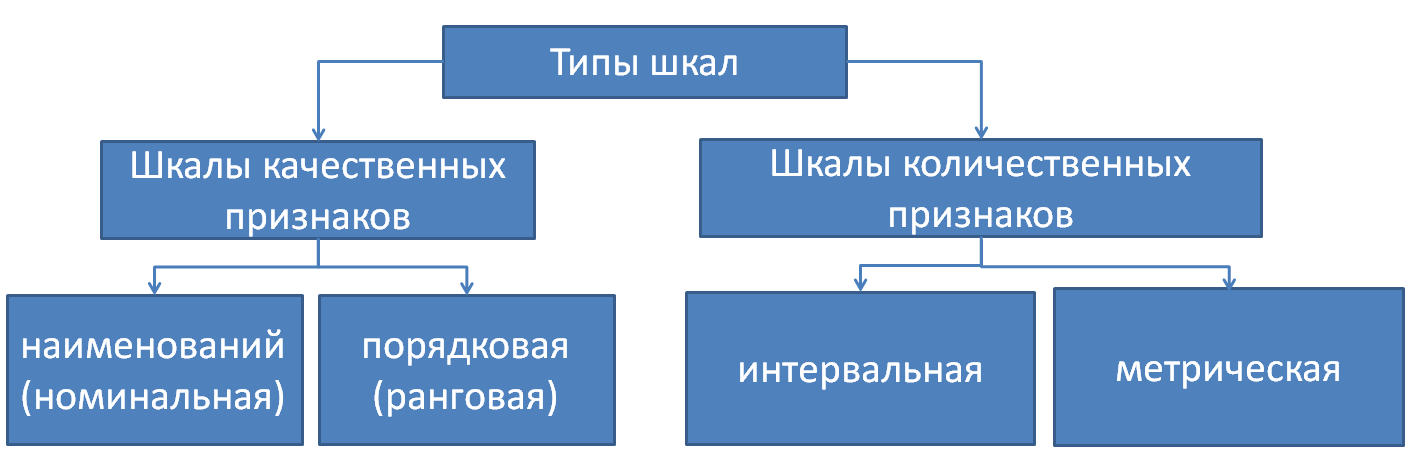 Типы шкал
Шкалы качественных
признаков
Шкалы количественных
признаков
наименований
(номинальная)
порядковая
(ранговая)
интервальная
метрическая